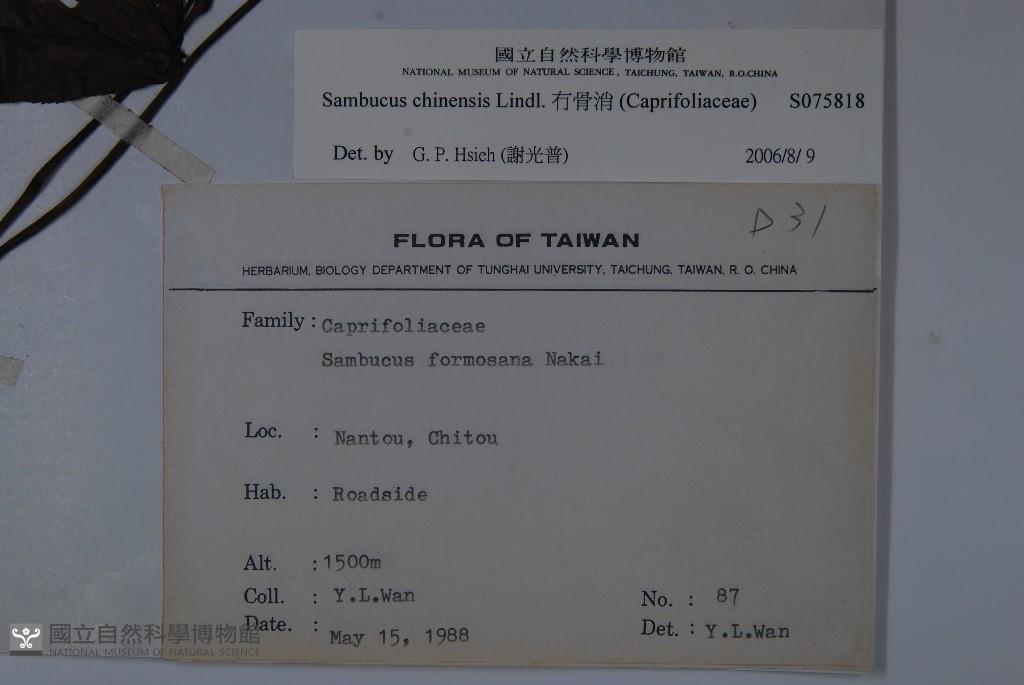 國立自然科學博物館
NATIONAL MUSEUM OF NATURAL SCIENCE, TAICHUNG, TAIWAN, R.O.CHINA
Sambucus chinensis Lindl. 冇骨消 (Caprifoliaceae) S075818
Det. by G. P. Hsieh (謝光普) 2006/8/ 9
D 31
FLORA OF TAIWAN
HERBARIUM, BIOLOGY DEPARTMENT OF TUNGHAI UNIVERSITY, TAICHUNG, TAIWAN, R. O. CHINA
Family : Caprifoliaceae
Sambucus formosana Nakai
Loc. : Nantou, Chitou
Hab. : Roadside
Alt. : 1500m
Coll. : Y.L.Wan No. : 87
Date. : May 15, 1988 Det. : Y.L.Wan
國立自然科學博物館
NATIONAL MUSEUM OF NATURAL SCIENCE